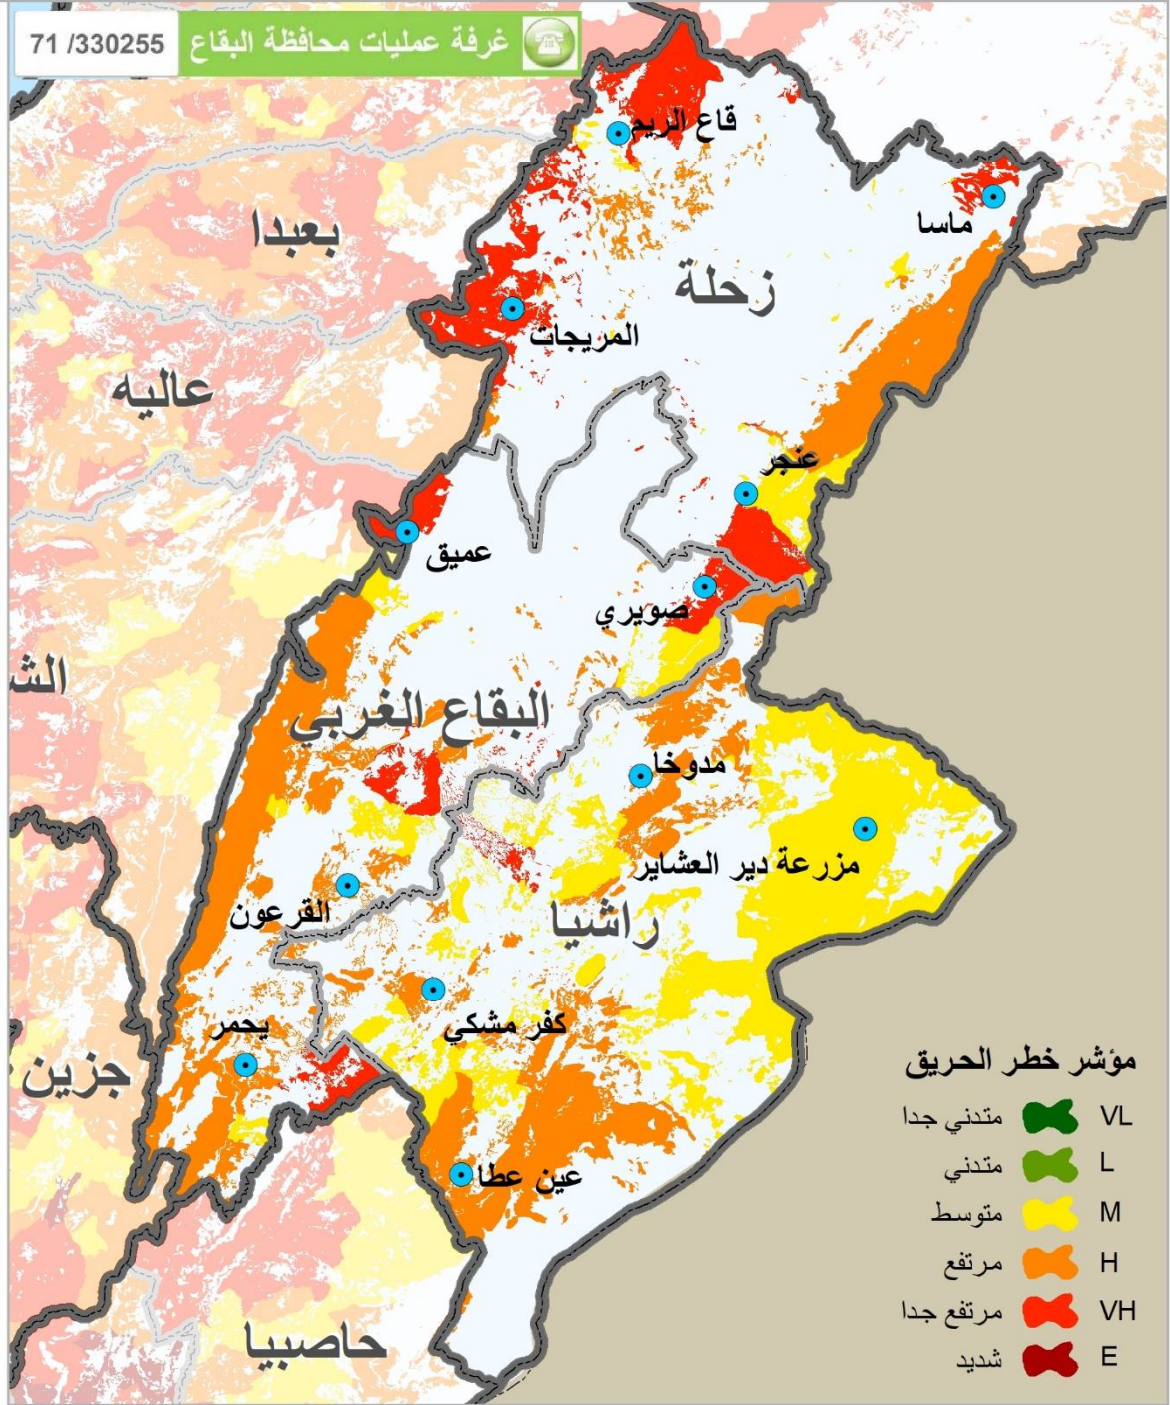 غرفة عمليات محافظة البقاع 71 /330255
قاع الريم
ماسا
بعبدا
زحلة
المريجات
عاليه
عنجر
عميق
صويري
الش
البقاع الغربي
مدوخا
مزرعة دير العشاير
القرعون
راشيا
كفر مشكي
يحمر
جزين
عين عطا
حاصبيا
مؤشر خطر الحريق
متدني جدا VL
متدني L
متوسط M
مرتفع H
مرتفع جدا VH
شديد E